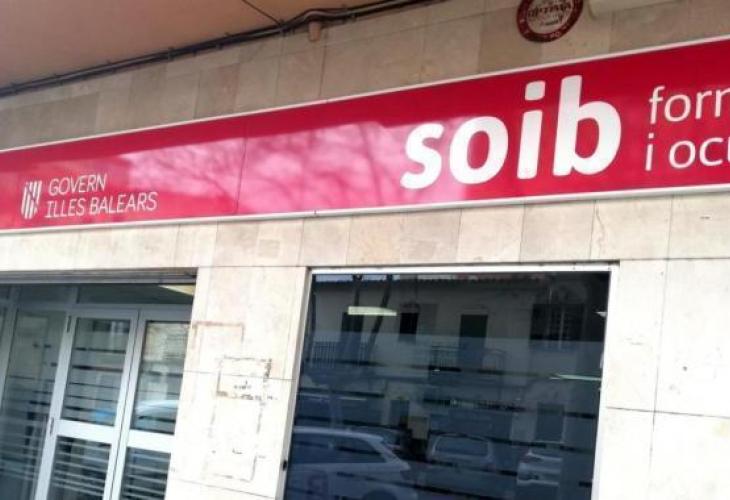 GOVERN
ILLES BALEARS
soib
form
i ocu